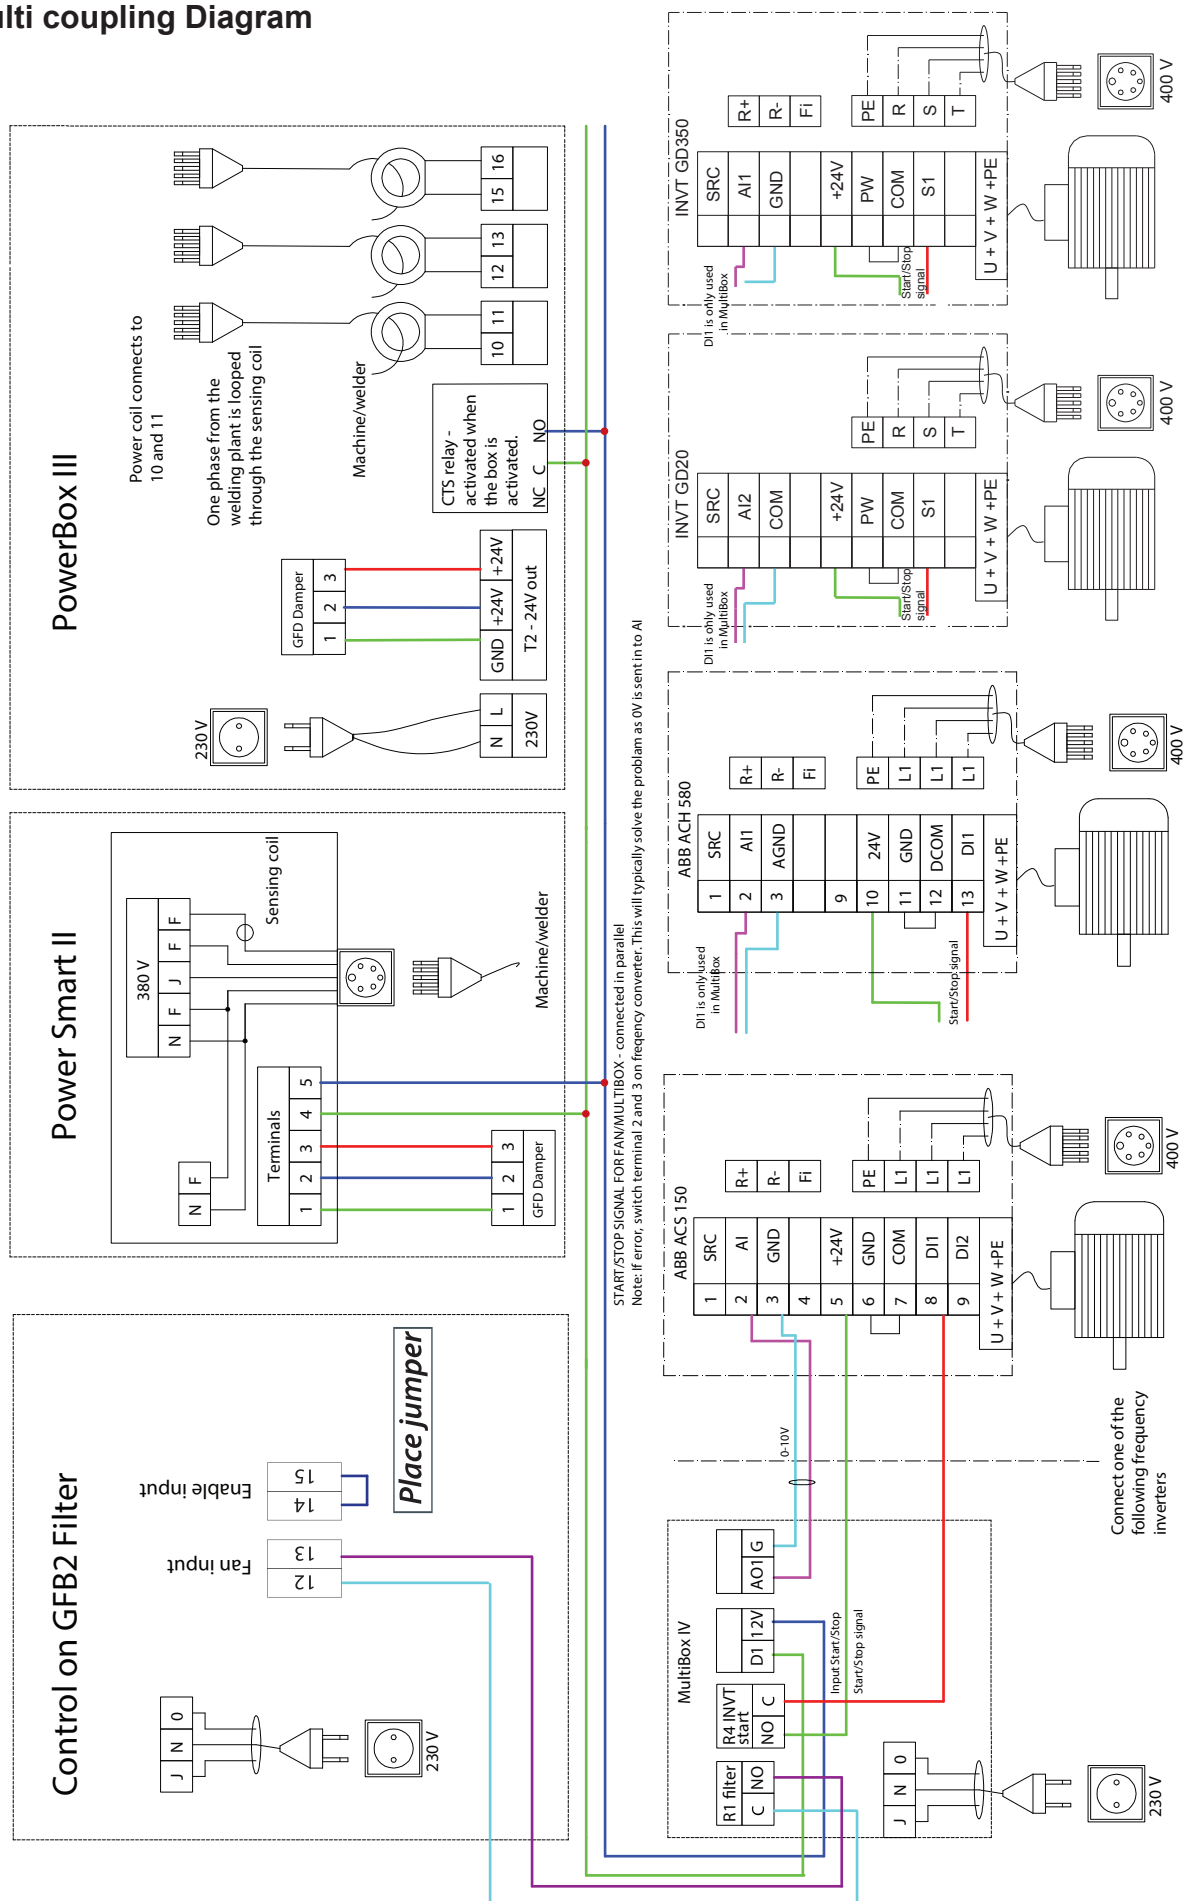 ulti coupling Diagram
Control on GFB2 Filter
J N 0
230 V
Fan input
12 13
Enable input
14 15
Place jumper
Power Smart II
N F
380 V
N F J F F
Sensing coil
Terminals
1 2 3 4 5
1 2 3
GFD Damper
Machine/welder
PowerBox III
230 V
N L
230V
GFD Damper
1 2 3
GND +24V +24V
T2 - 24V out
Power coil connects to
10 and 11
One phase from the
welding plant is looped
through the sensing coil
Machine/welder
CTS relay -
activated when
the box is
activated.
NC C NO
10 11
12 13
15 16
START/STOP SIGNAL FOR FAN/MULTIBOX - connected in parallel
Note: If error, switch terminal 2 and 3 on freqency converter. This will typically solve the problam as 0V is sent in to AI
MultiBox IV
R1 filter
C NO
R4 INVT
start
NO C
D1 12V
AO1 G
Input Start/Stop
Start/Stop signal
J N 0
230 V
0-10V
Connect one of the
following frequency
inverters
ABB ACS 150
1 SRC
2 AI
3 GND
4
5 +24V
6 GND
7 COM
8 DI1
9 DI2
U + V + W +PE
R+
R-
Fi
PE
L1
L1
L1
400 V
ABB ACH 580
DI1 is only used
in MultiBox
1 SRC
2 AI1
3 AGND
9
10 24V
11 GND
12 DCOM
13 DI1
U + V + W +PE
Start/Stop signal
R+
R-
Fi
PE
L1
L1
L1
400 V
INVT GD20
DI1 is only used
in MultiBox
SRC
AI2
COM
+24V
PW
COM
S1
U + V + W +PE
Start/Stop
signal
PE
R
S
T
400 V
INVT GD350
DI1 is only used
in MultiBox
SRC
AI1
GND
+24V
PW
COM
S1
U + V + W +PE
Start/Stop
signal
R+
R-
Fi
PE
R
S
T
400 V